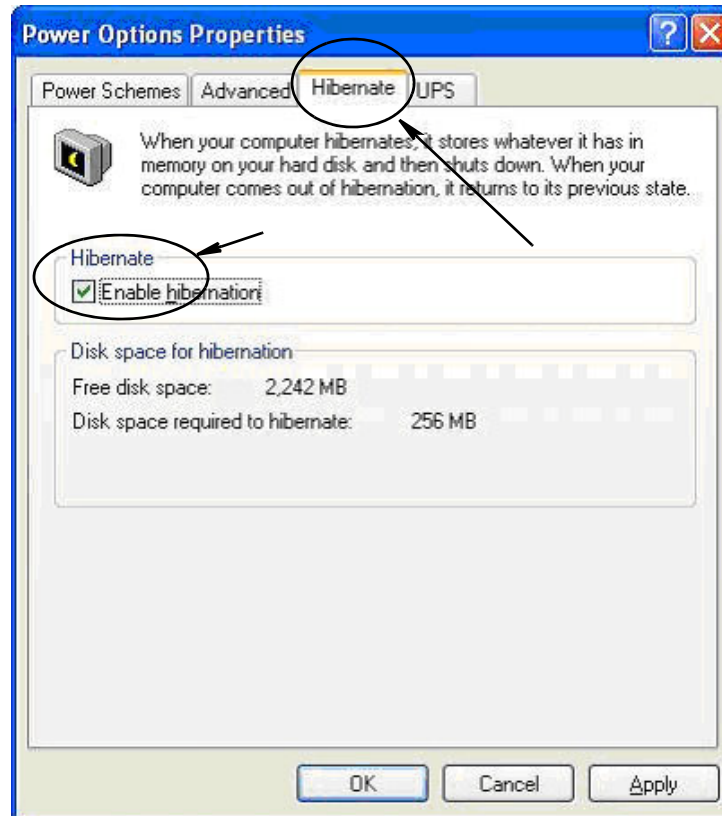 Power Options Properties
Power Schemes Advanced Hibernate UPS
When your computer hibernates, it stores whatever it has in
memory on your hard disk and then shuts down. When your
computer comes out of hibernation, it returns to its previous state.
Hibernate
Enable hibernation
Disk space for hibernation
Free disk space: 2,242 MB
Disk space required to hibernate: 256 MB
OK Cancel Apply